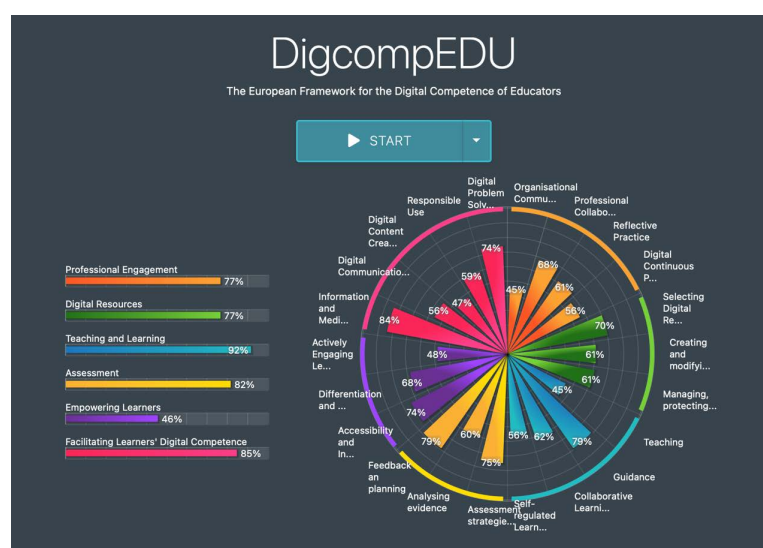 DigcompEDU
The European Framework for the Digital Competence of Educators
START
Professional Engagement
77%
Digital Resources
77%
Teaching and Learning
92%
Assessment
82%
Empowering Learners
46%
Facilitating Learners' Digital Competence
85%
Digital
Problem
Solv...
Organisational
Commu...
Professional
Collabo...
Reflective
Practice
Digital
Continuous
P...
Selecting
Digital
Re...
Creating
and
modifyi...
Managing,
protecting...
Teaching
Guidance
Collaborative
Learni...
Self-
regulated
Learn...
Assessment
strategie...
Analysing
evidence
Feedback
an
planning
Accessibility
and
In...
Differentiation
and ...
Actively
Engaging
Le...
Information
and
Medi...
Digital
Communicatio...
Digital
Content
Crea...
Responsible
Use
45%
68%
61%
56%
70%
61%
61%
45%
79%
62%
56%
75%
60%
79%
74%
68%
48%
84%
56%
47%
59%
74%